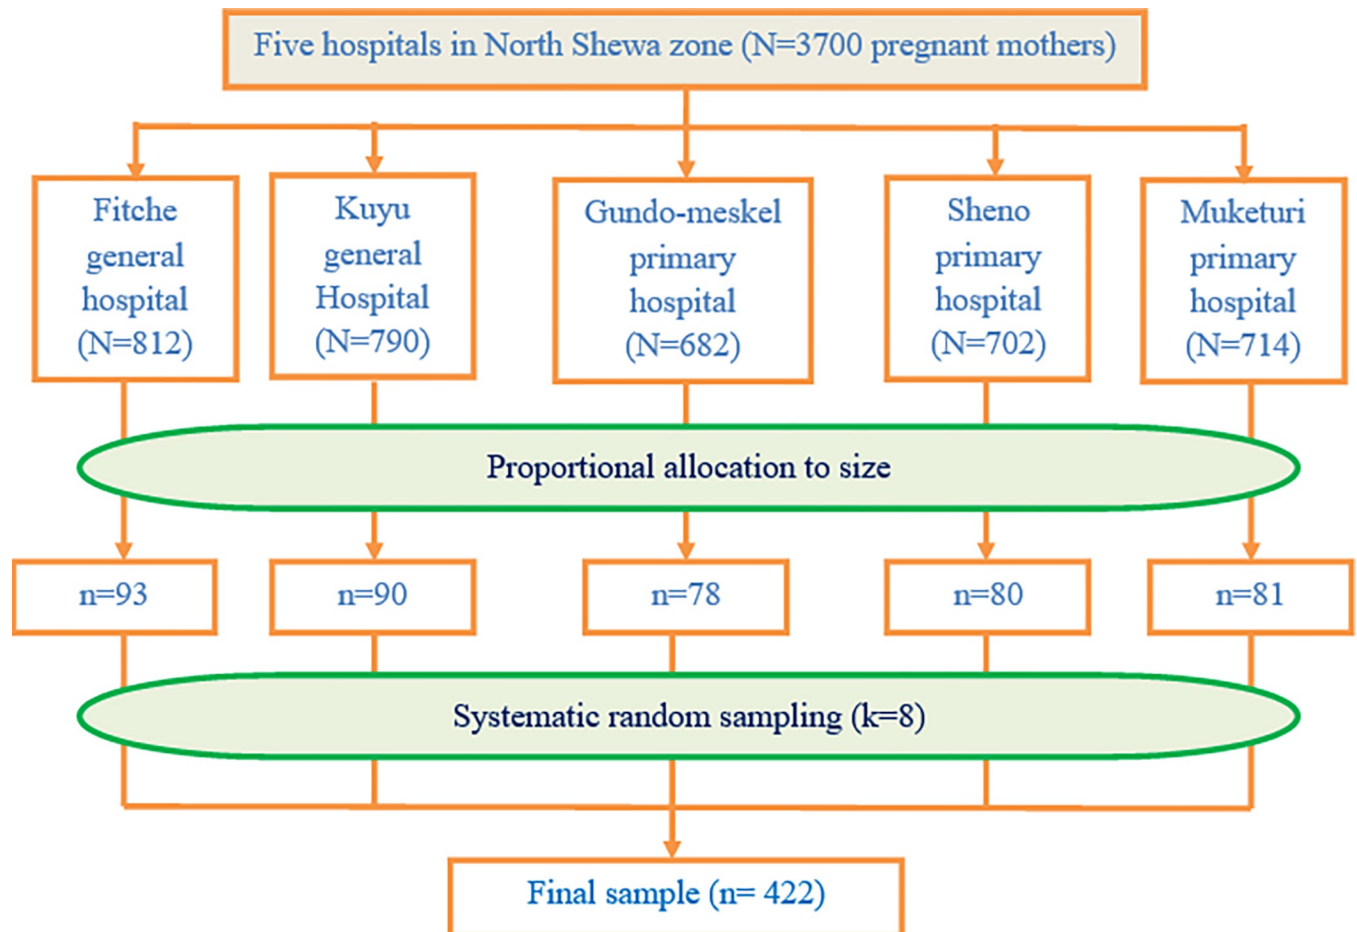 Five hospitals in North Shewa zone (N=3700 pregnant mothers)
Fitche
general
hospital
(N=812)
Kuyu
general
Hospital
(N=790)
Gundo-meskel
primary
hospital
(N=682)
Sheno
primary
hospital
(N=702)
Muketuri
primary
hospital
(N=714)
Proportional allocation to size
n=93
n=90
n=78
n=80
n=81
Systematic random sampling (k=8)
Final sample (n= 422)